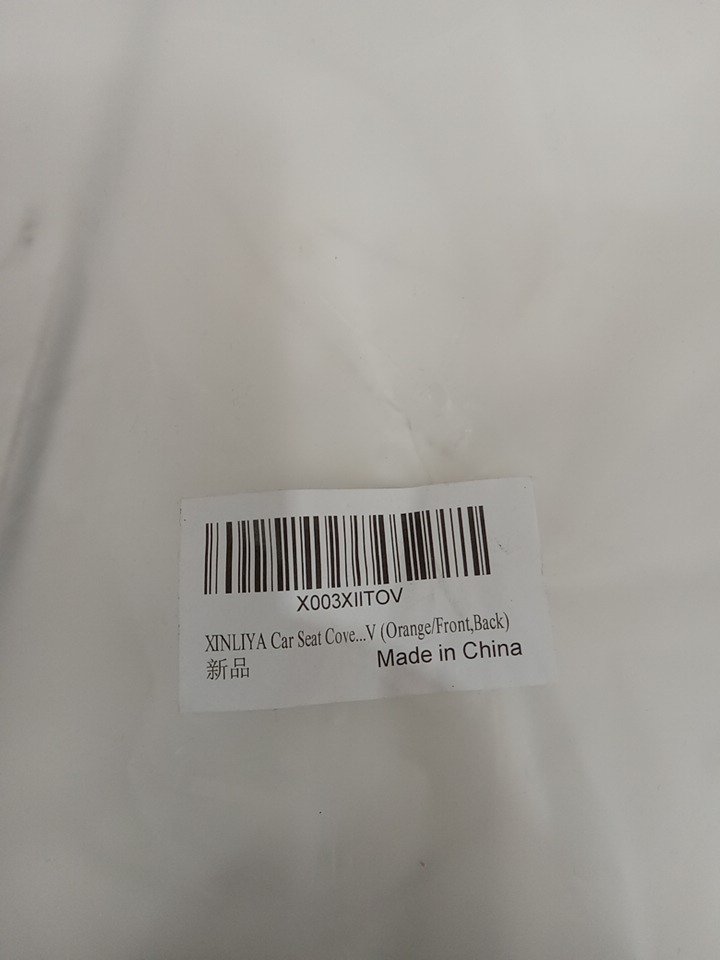 X003XIITOV
XINLIYA Car Seat Cove...V (Orange/Front,Back)
新品
Made in China